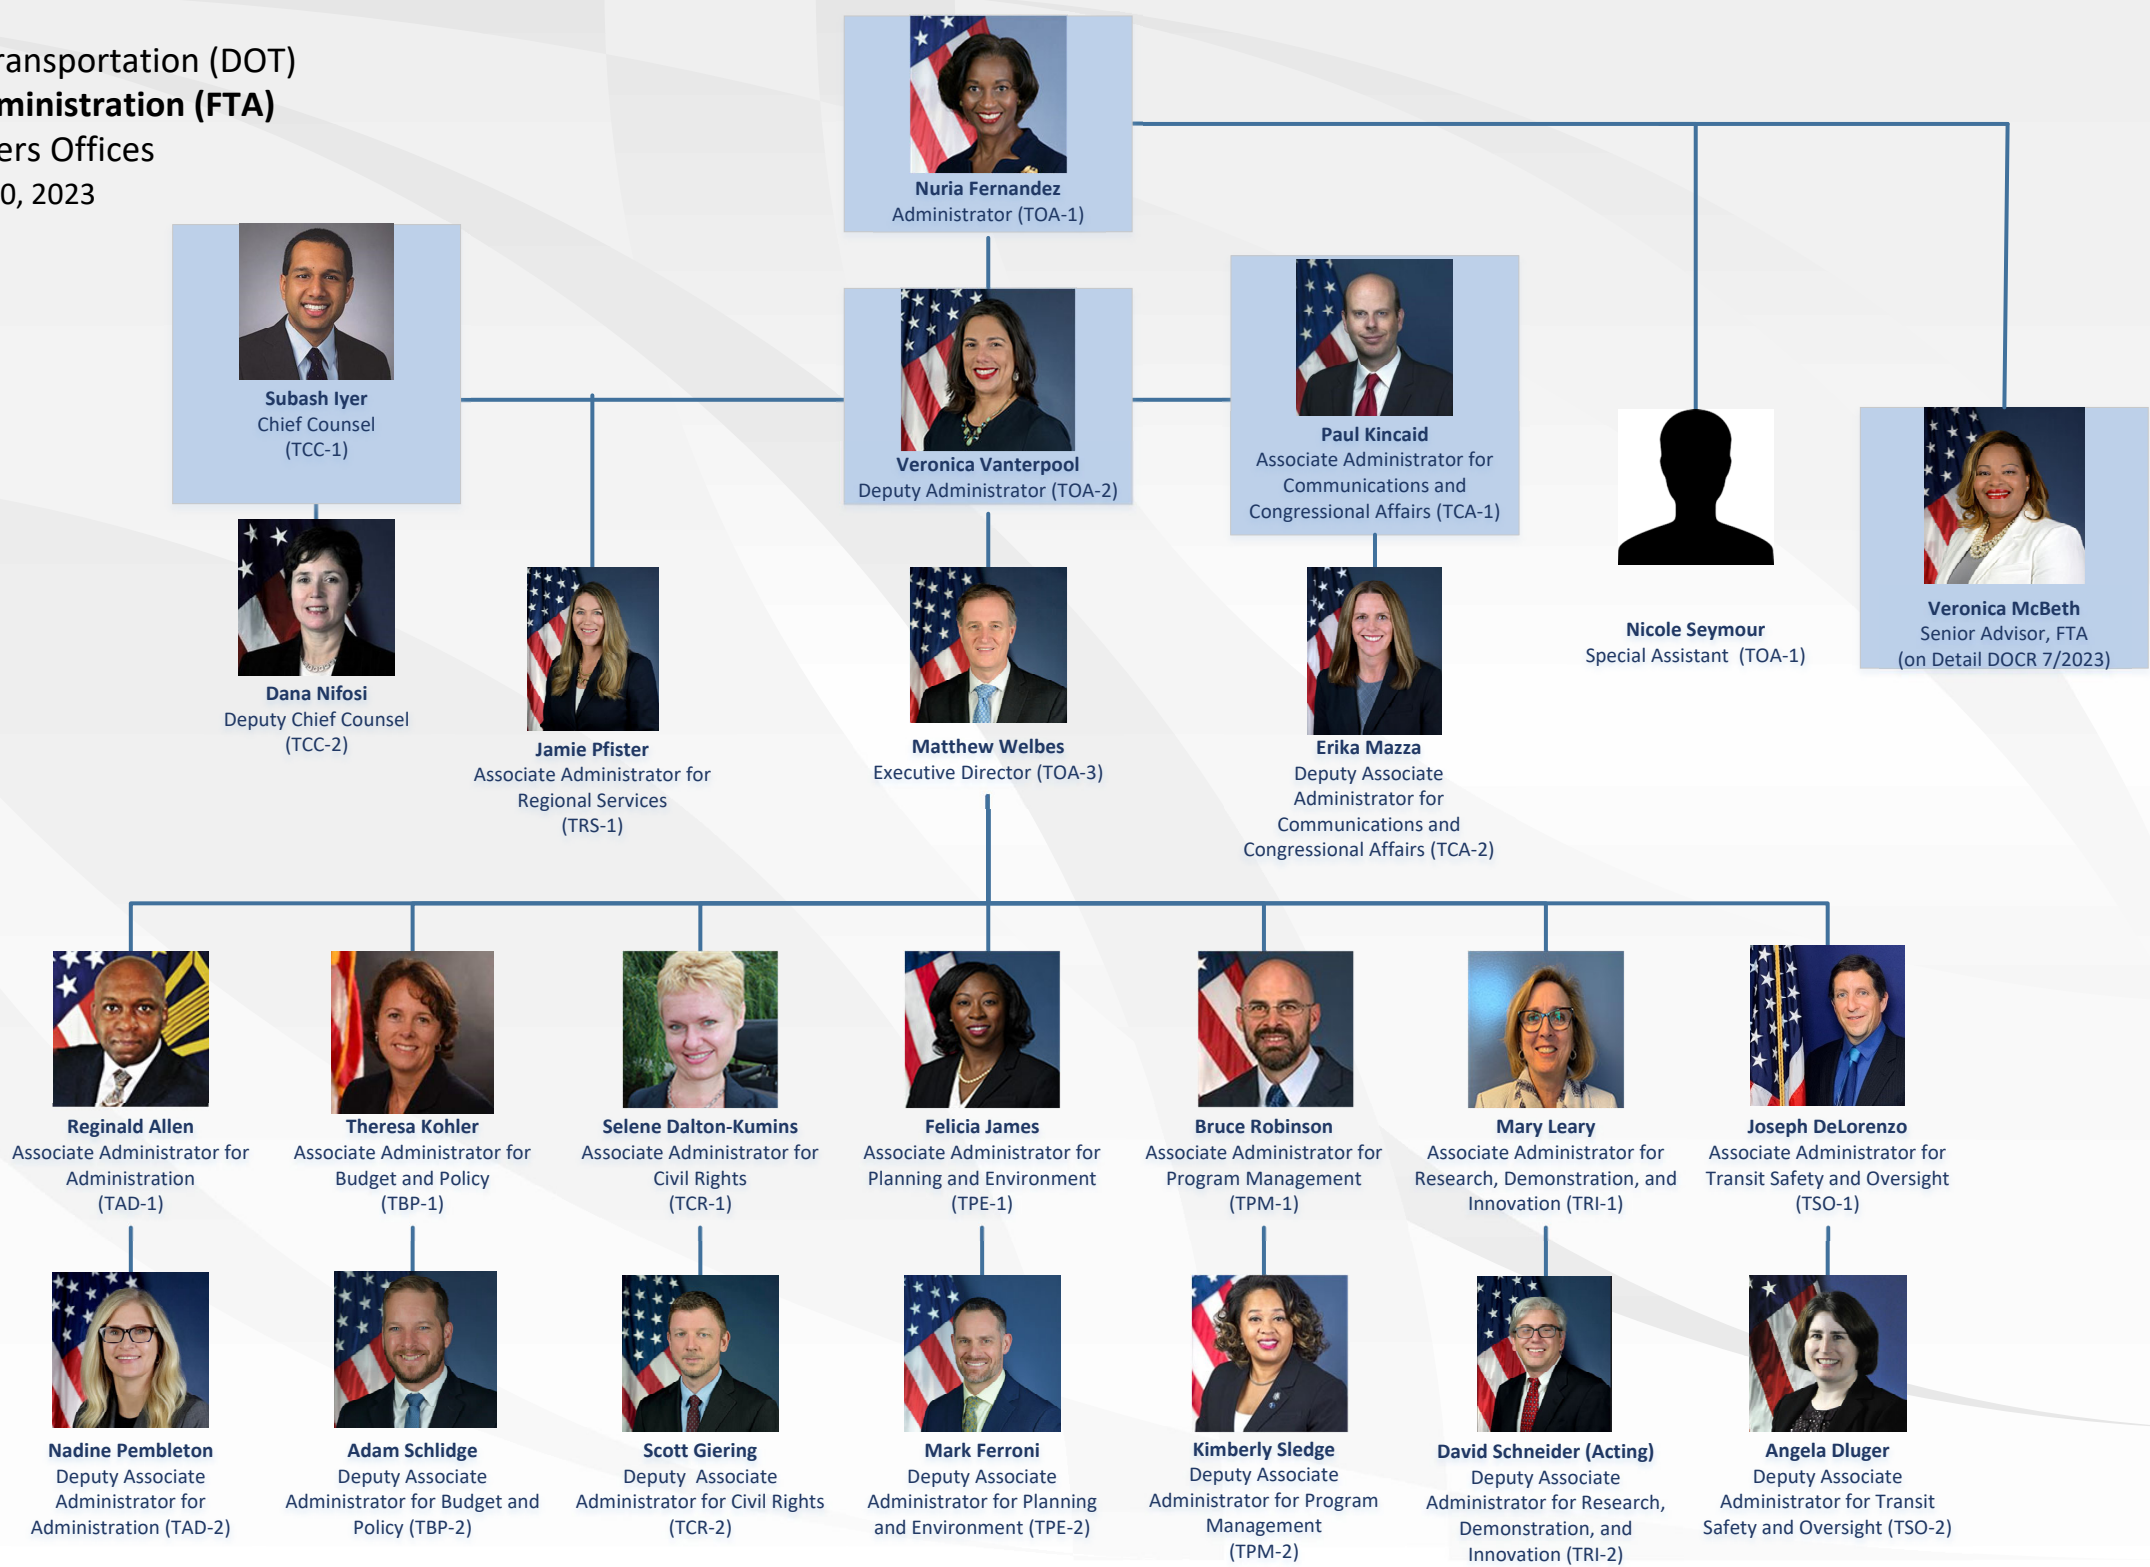 ransportation (DOT)
ministration (FTA)
ers Offices
0, 2023
Nuria Fernandez
Administrator (TOA-1)
Subash Iyer
Chief Counsel
(TCC-1)
Veronica Vanterpool
Deputy Administrator (TOA-2)
Paul Kincaid
Associate Administrator for
Communications and
Congressional Affairs (TCA-1)
Nicole Seymour
Special Assistant (TOA-1)
Veronica McBeth
Senior Advisor, FTA
(on Detail DOCR 7/2023)
Dana Nifosi
Deputy Chief Counsel
(TCC-2)
Jamie Pfister
Associate Administrator for
Regional Services
(TRS-1)
Matthew Welbes
Executive Director (TOA-3)
Erika Mazza
Deputy Associate
Administrator for
Communications and
Congressional Affairs (TCA-2)
Reginald Allen
Associate Administrator for
Administration
(TAD-1)
Theresa Kohler
Associate Administrator for
Budget and Policy
(TBP-1)
Selene Dalton-Kumins
Associate Administrator for
Civil Rights
(TCR-1)
Felicia James
Associate Administrator for
Planning and Environment
(TPE-1)
Bruce Robinson
Associate Administrator for
Program Management
(TPM-1)
Mary Leary
Associate Administrator for
Research, Demonstration, and
Innovation (TRI-1)
Joseph DeLorenzo
Associate Administrator for
Transit Safety and Oversight
(TSO-1)
Nadine Pembleton
Deputy Associate
Administrator for
Administration (TAD-2)
Adam Schlidge
Deputy Associate
Administrator for Budget and
Policy (TBP-2)
Scott Giering
Deputy Associate
Administrator for Civil Rights
(TCR-2)
Mark Ferroni
Deputy Associate
Administrator for Planning
and Environment (TPE-2)
Kimberly Sledge
Deputy Associate
Administrator for Program
Management
(TPM-2)
David Schneider (Acting)
Deputy Associate
Administrator for Research,
Demonstration, and
Innovation (TRI-2)
Angela Dluger
Deputy Associate
Administrator for Transit
Safety and Oversight (TSO-2)